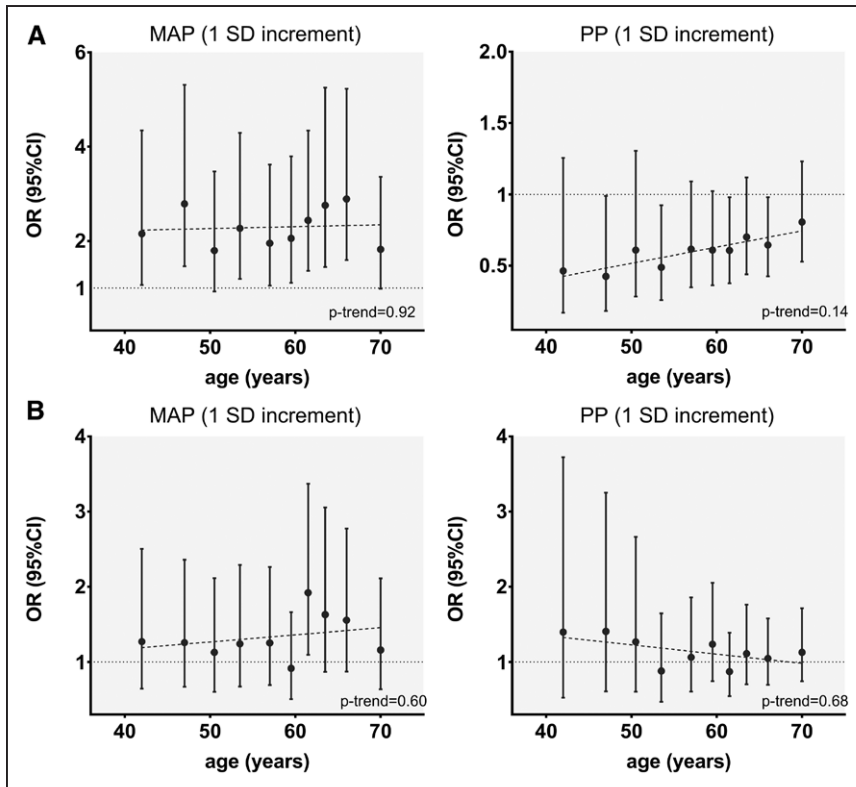 A
MAP (1 SD increment)
PP (1 SD increment)
OR (95%CI)
6
4
2
1
p-trend=0.92
40 50 60 70
age (years)
OR (95%CI)
2.0
1.5
1
0.5
p-trend=0.14
40 50 60 70
age (years)
B
MAP (1 SD increment)
PP (1 SD increment)
OR (95%CI)
4
3
2
1
p-trend=0.60
40 50 60 70
age (years)
OR (95%CI)
4
3
2
1
p-trend=0.68
40 50 60 70
age (years)